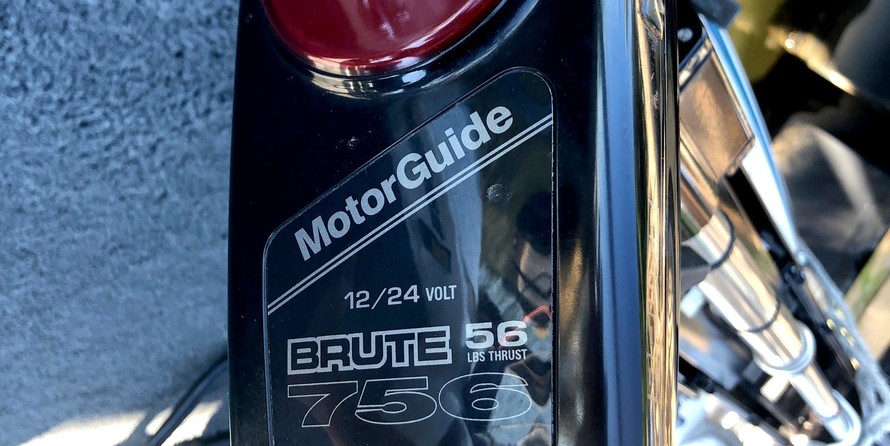 MotorGuide
12/24 VOLT
BRUTE 56
LBS THRUST
756